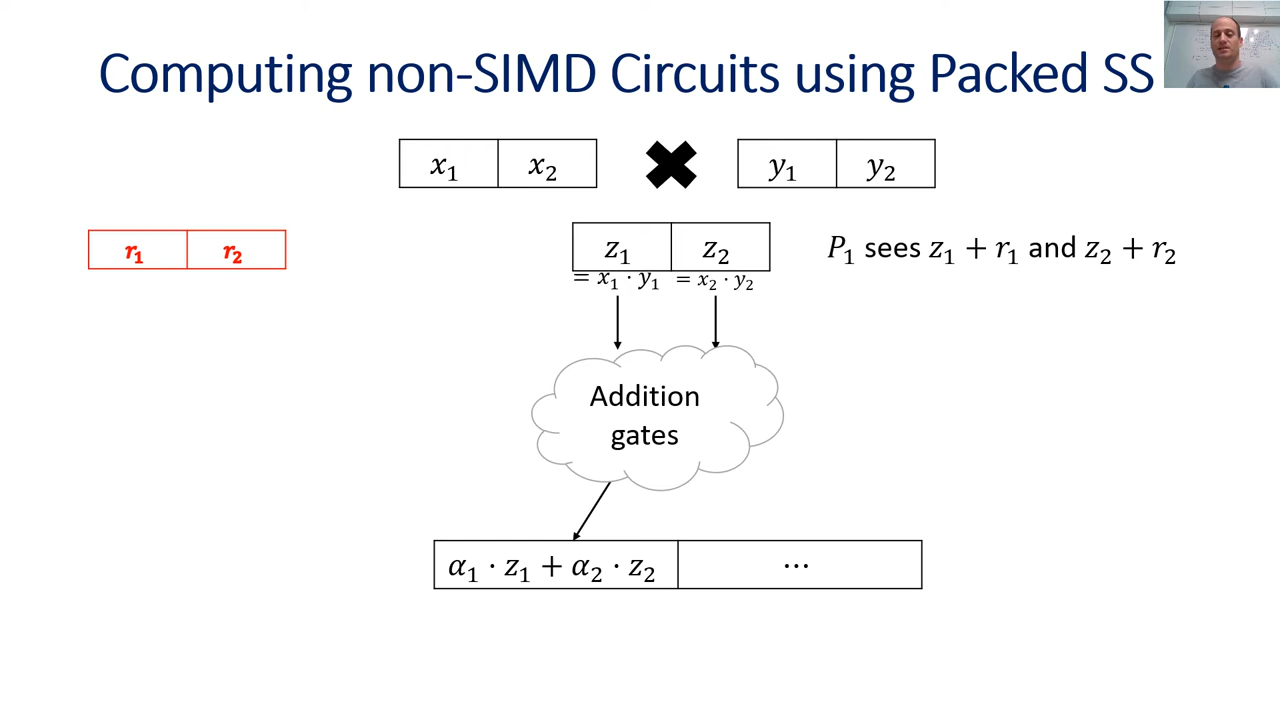 Computing non-SIMD Circuits using Packed SS
x₁ x₂ ✖ y₁ y₂
r₁ r₂
z₁ z₂
P₁ sees z₁ + r₁ and z₂ + r₂
= x₁ · y₁ = x₂ · y₂
Addition
gates
α₁ · z₁ + α₂ · z₂ ⋯